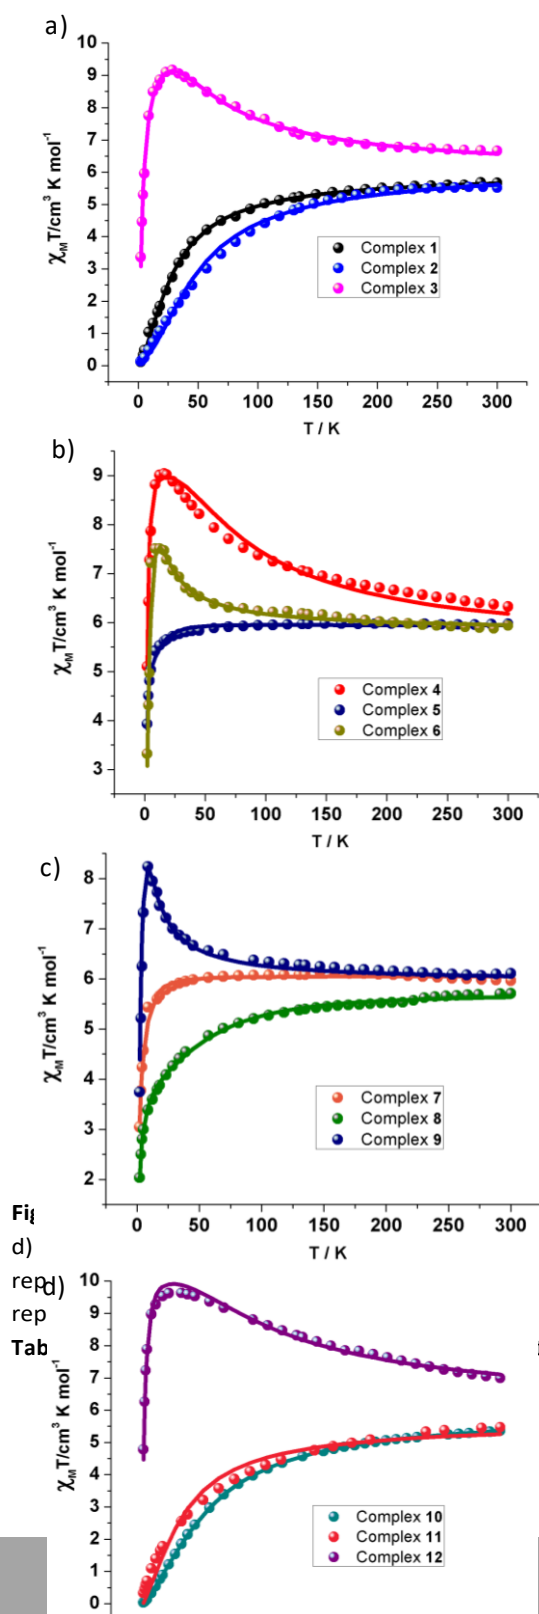 a)
10
9
8
7
6
5
4
3
2
1
0
χMT/cm3 K mol-1
Complex 1
Complex 2
Complex 3
0 50 100 150 200 250 300
T / K
b)
9
8
7
6
5
4
3
χMT/cm3 K mol-1
Complex 4
Complex 5
Complex 6
0 50 100 150 200 250 300
T / K
c)
8
7
6
5
4
3
2
χMT/cm3 K mol-1
Complex 7
Complex 8
Complex 9
0 50 100 150 200 250 300
T / K
d)
rep
d)
rep
Tab
10
9
8
7
6
5
4
3
2
1
0
χMT/cm3 K mol-1
Complex 10
Complex 11
Complex 12